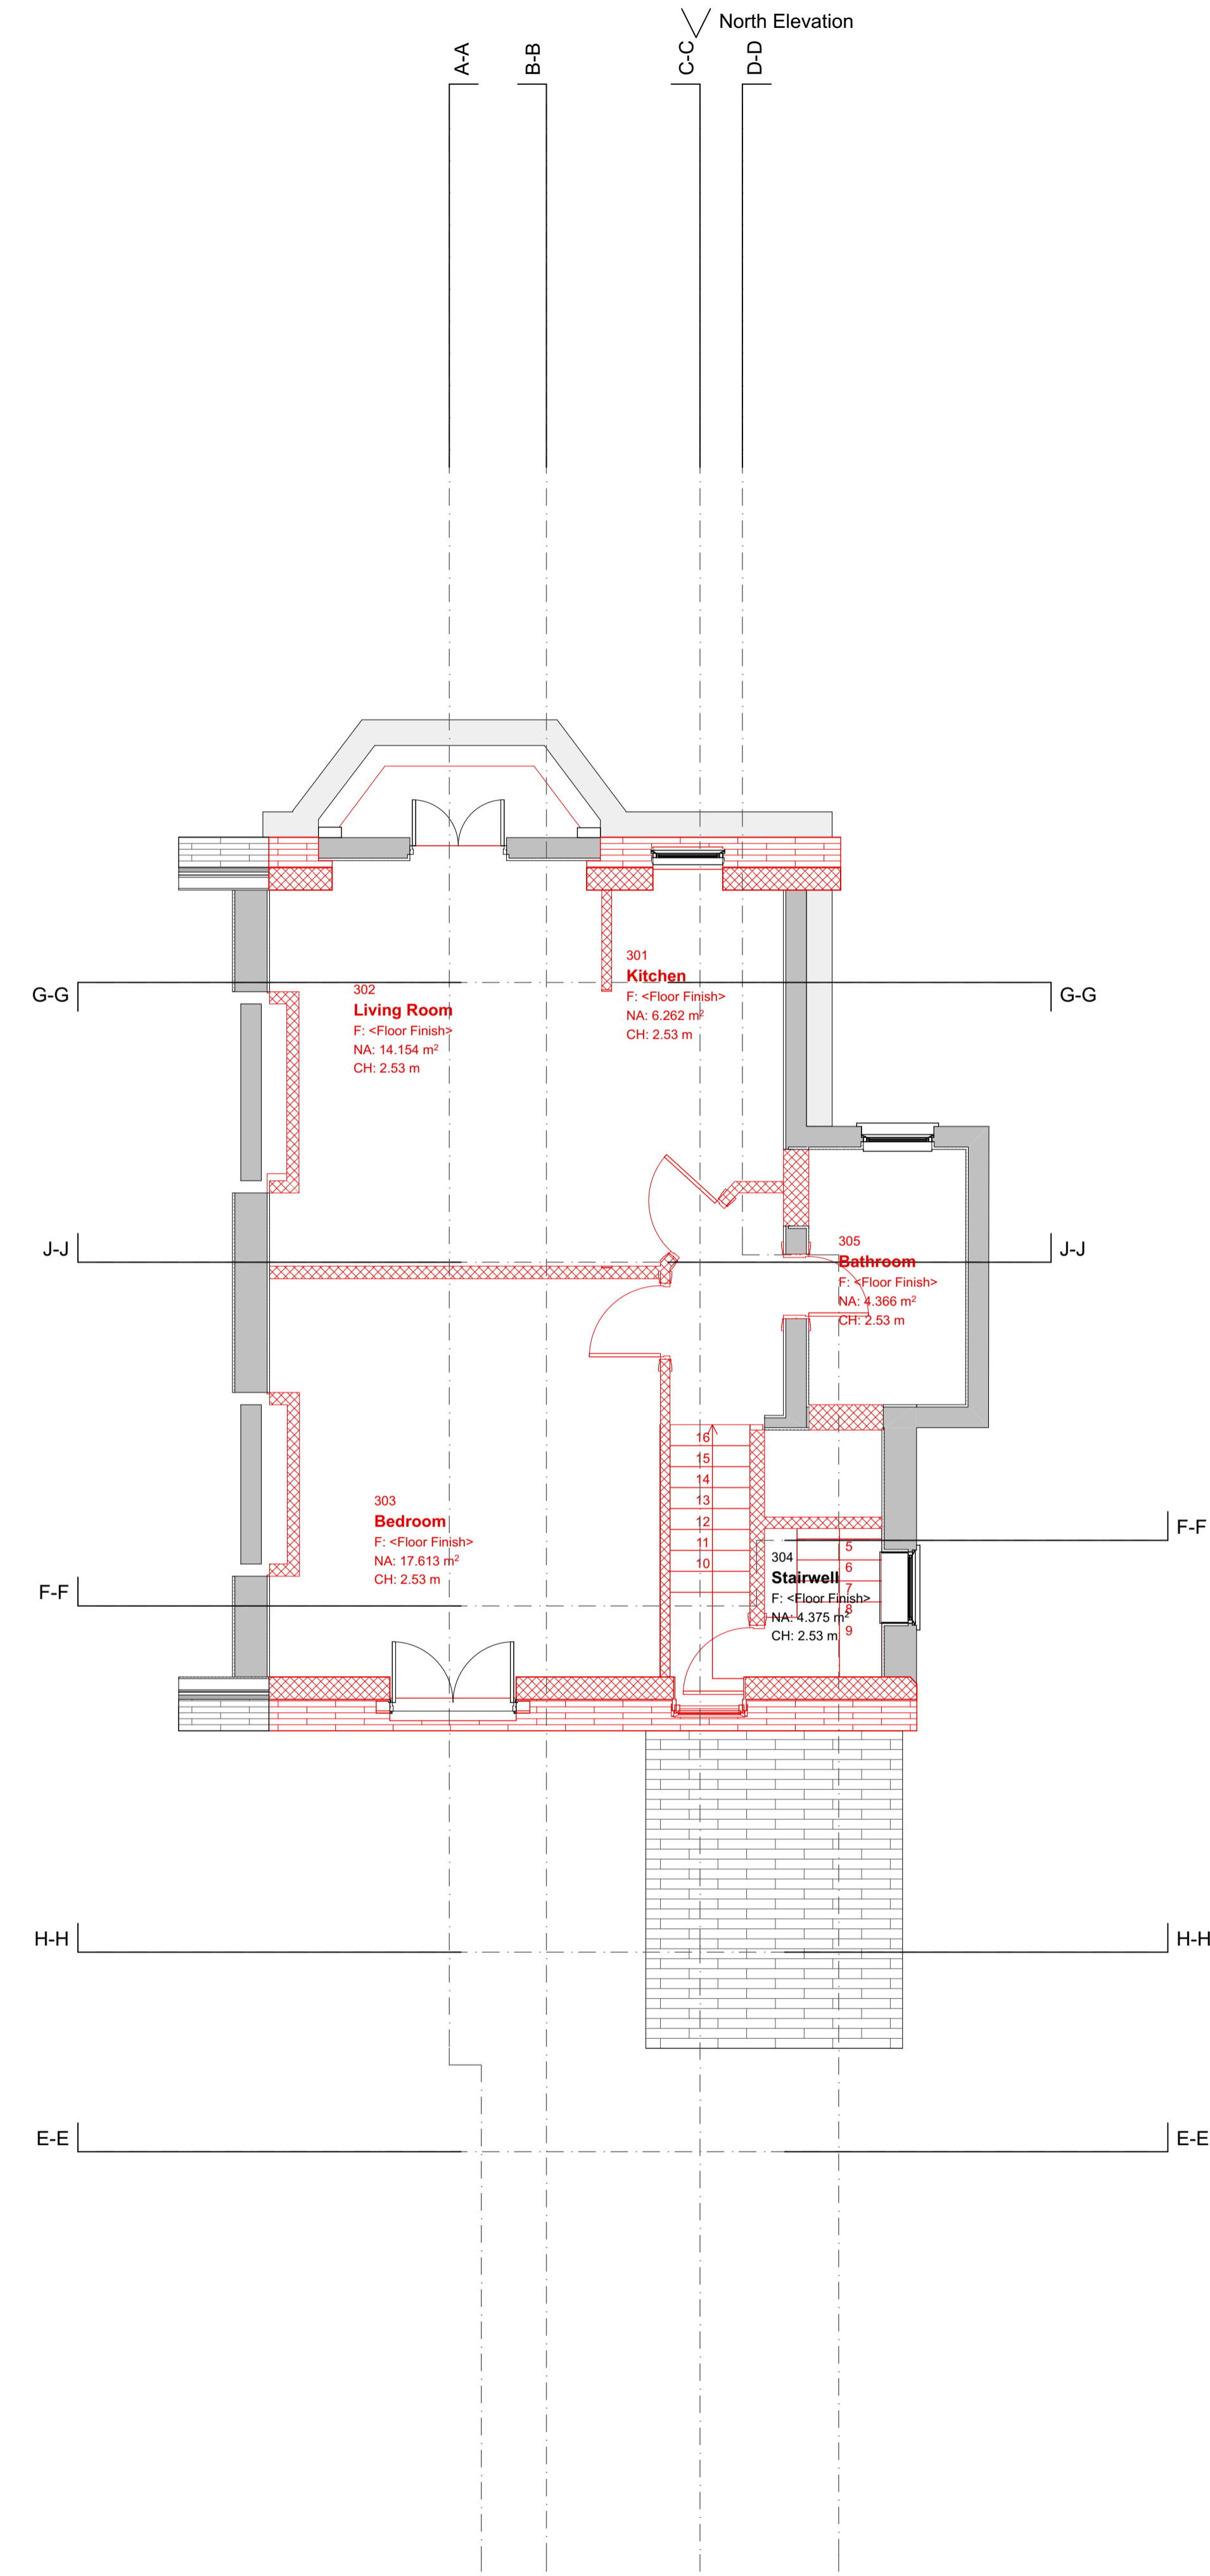 North Elevation
A-A
B-B
C-C
D-D
301
Kitchen
F: <Floor Finish>
NA: 6.262 m²
CH: 2.53 m
G-G
G-G
302
Living Room
F: <Floor Finish>
NA: 14.154 m²
CH: 2.53 m
J-J
J-J
305
Bathroom
F: <Floor Finish>
NA: 4.366 m²
CH: 2.53 m
16
15
14
13
12
11
10
303
Bedroom
F: <Floor Finish>
NA: 17.613 m²
CH: 2.53 m
F-F
F-F
304
Stairwell
F: <Floor Finish>
NA: 4.375 m²
CH: 2.53 m
5
6
7
8
9
H-H
H-H
E-E
E-E